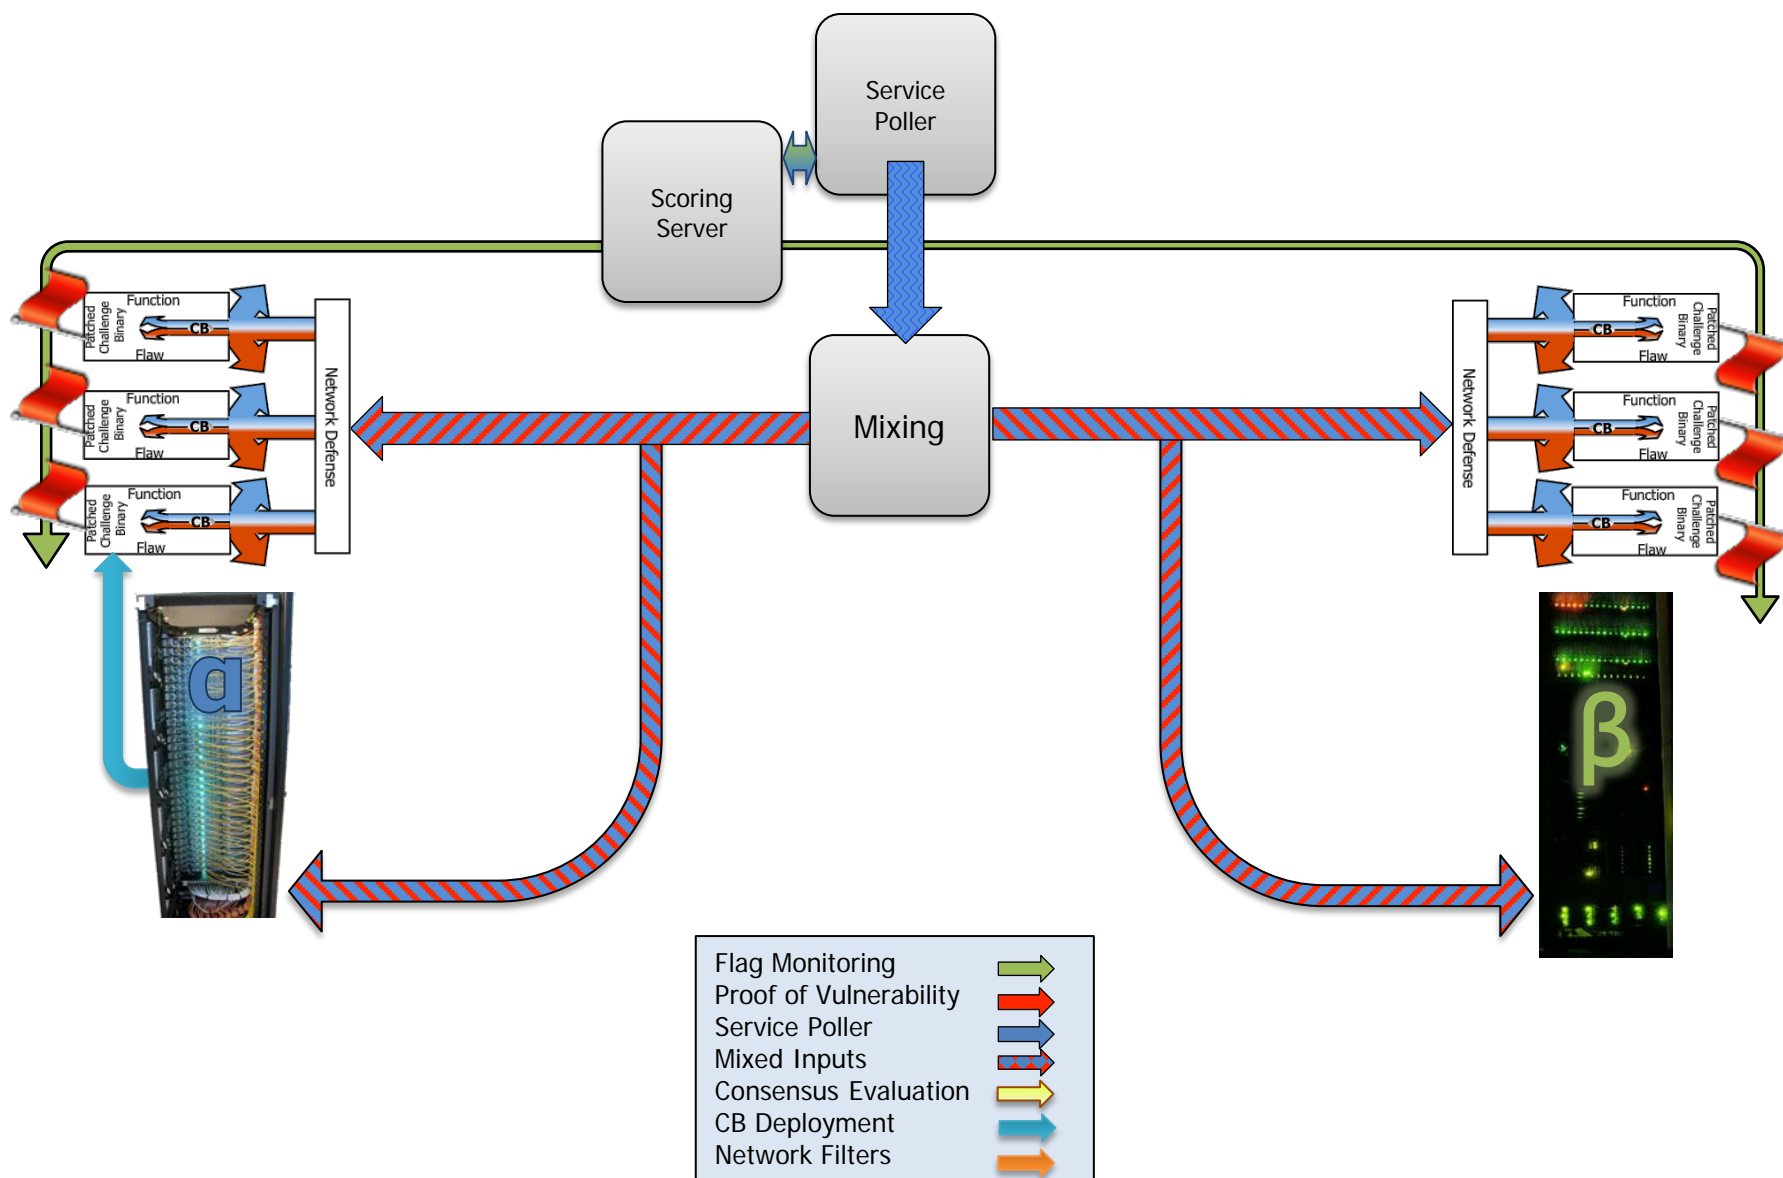 Service
Poller
Scoring
Server
Mixing
Function
CB
Flaw
Patched
Challenge
Binary
Function
CB
Flaw
Patched
Challenge
Binary
Function
CB
Flaw
Patched
Challenge
Binary
Network Defense
Network Defense
Function
CB
Flaw
Patched
Challenge
Binary
Function
CB
Flaw
Patched
Challenge
Binary
Function
CB
Flaw
Patched
Challenge
Binary
α
β
Flag Monitoring
Proof of Vulnerability
Service Poller
Mixed Inputs
Consensus Evaluation
CB Deployment
Network Filters